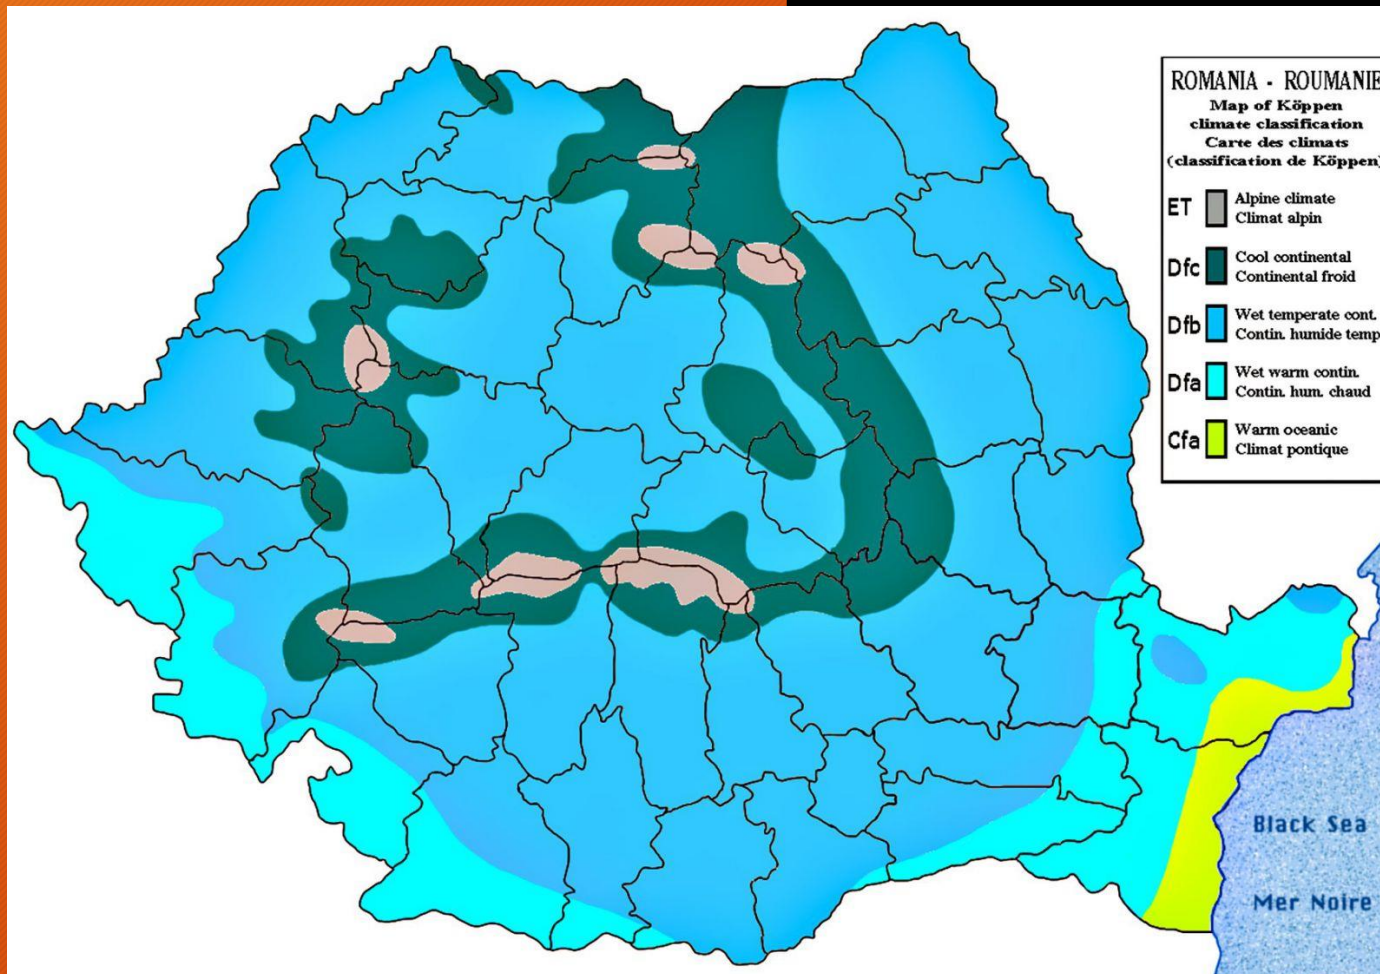 ROMANIA - ROUMANIE
Map of Köppen
climate classification
Carte des climats
(classification de Köppen)
ET
Alpine climate
Climat alpin
Dfc
Cool continental
Continental froid
Dfb
Wet temperate cont.
Contin. humide temp
Dfa
Wet warm contin.
Contin. hum. chaud
Cfa
Warm oceanic
Climat pontique
Black Sea
Mer Noire